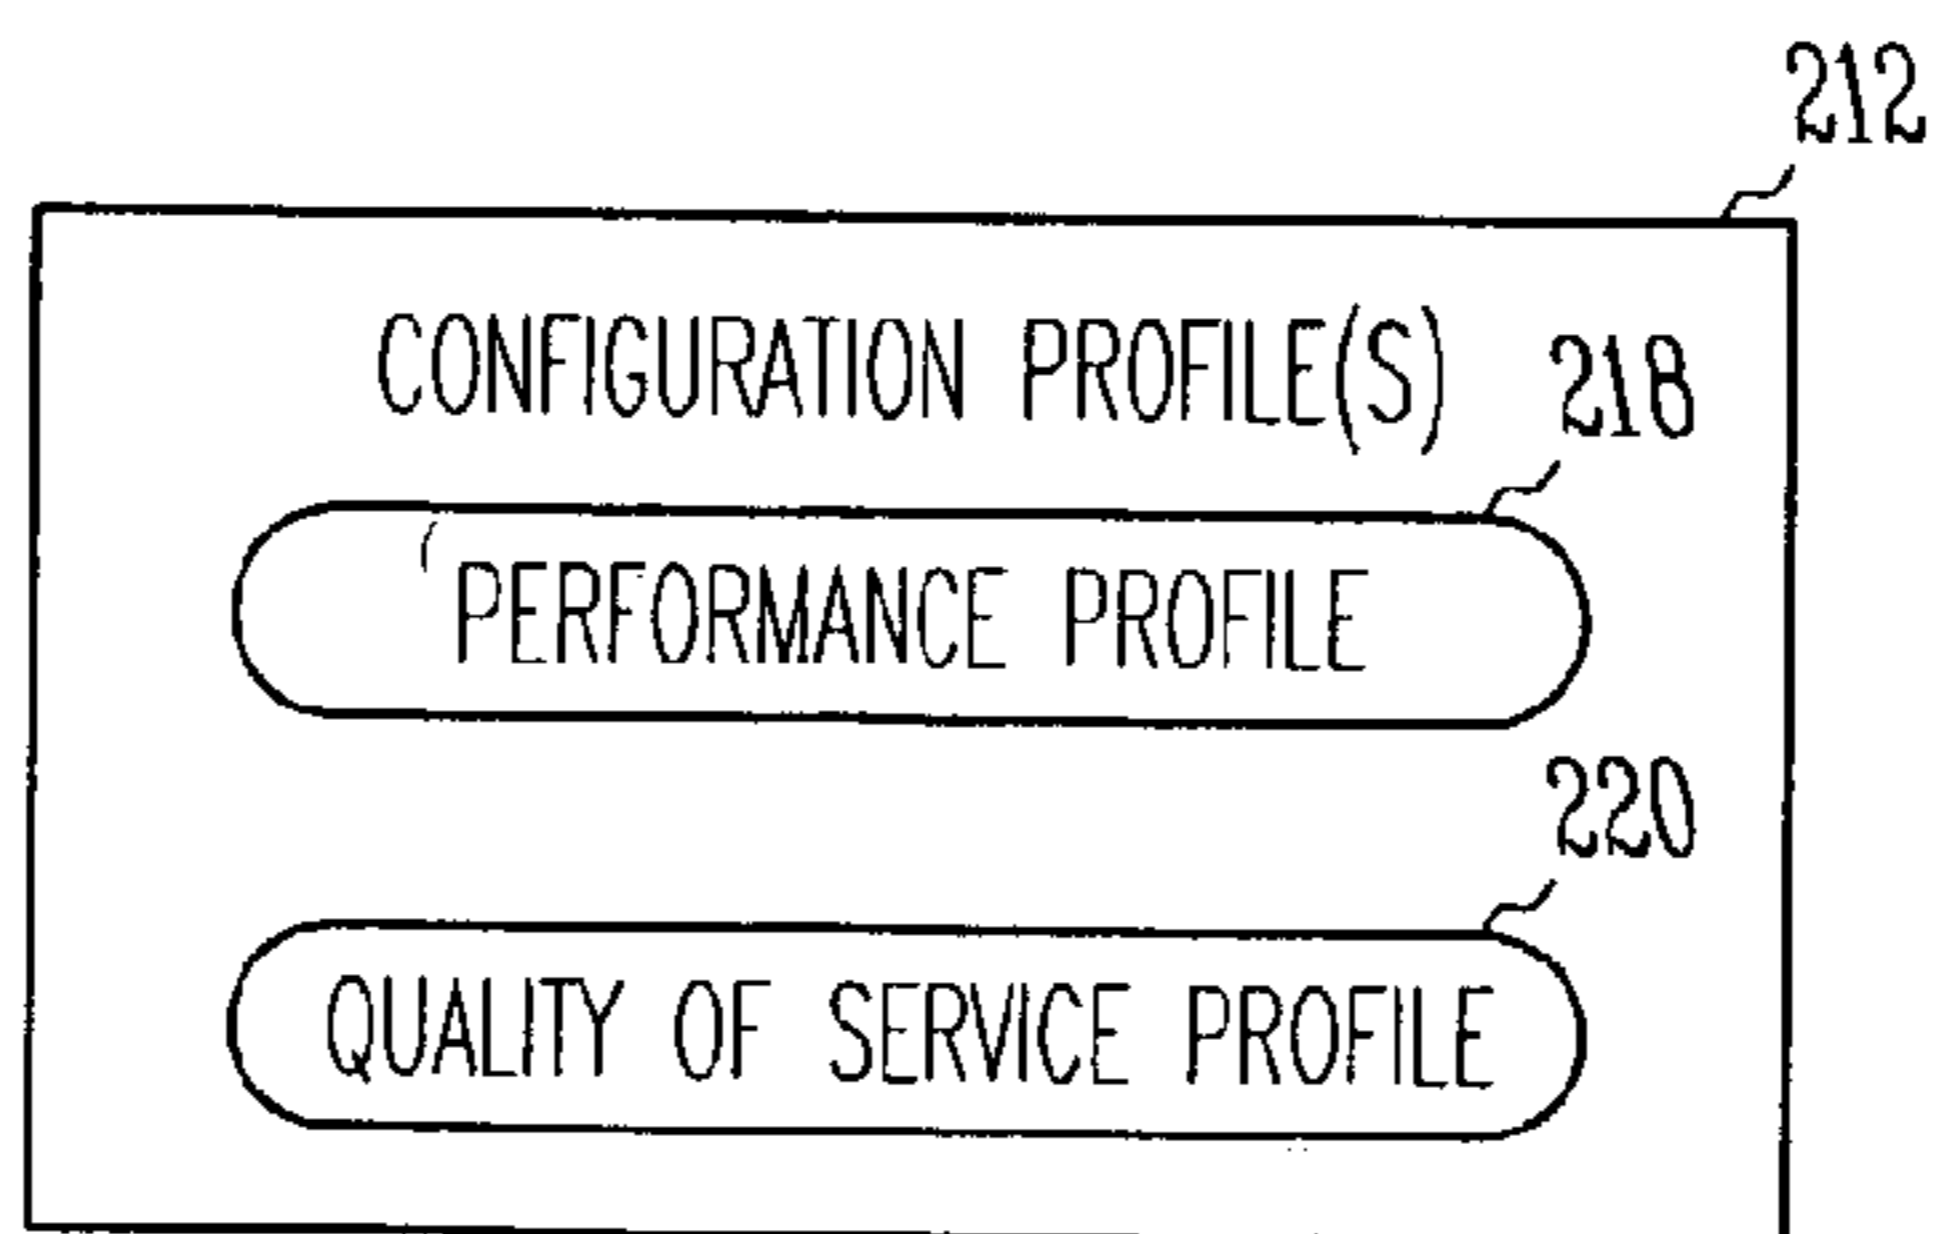 212
CONFIGURATION PROFILE(S)
218
PERFORMANCE PROFILE
220
QUALITY OF SERVICE PROFILE